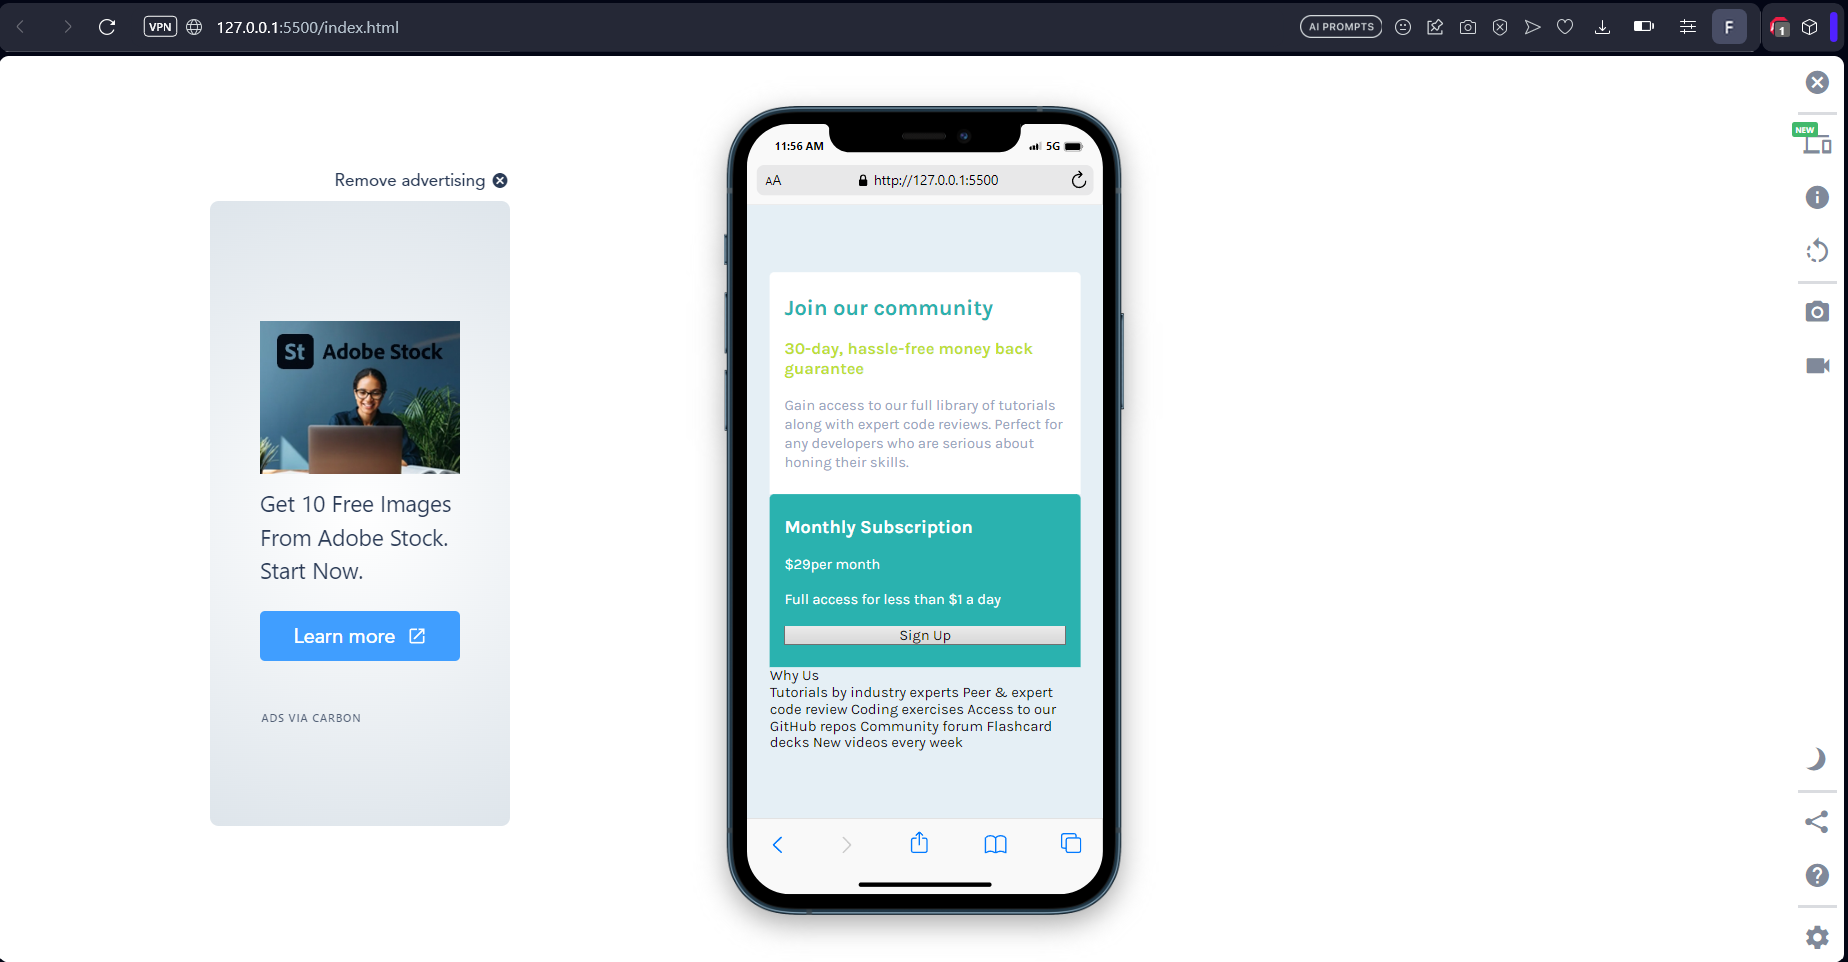 VPN
127.0.0.1:5500/index.html
AI PROMPTS
F
1
NEW
Remove advertising
St Adobe Stock
Get 10 Free Images
From Adobe Stock.
Start Now.
Learn more
ADS VIA CARBON
11:56 AM
5G
AA
http://127.0.0.1:5500
Join our community
30-day, hassle-free money back
guarantee
Gain access to our full library of tutorials
along with expert code reviews. Perfect for
any developers who are serious about
honing their skills.
Monthly Subscription
$29per month
Full access for less than $1 a day
Sign Up
Why Us
Tutorials by industry experts Peer & expert
code review Coding exercises Access to our
GitHub repos Community forum Flashcard
decks New videos every week